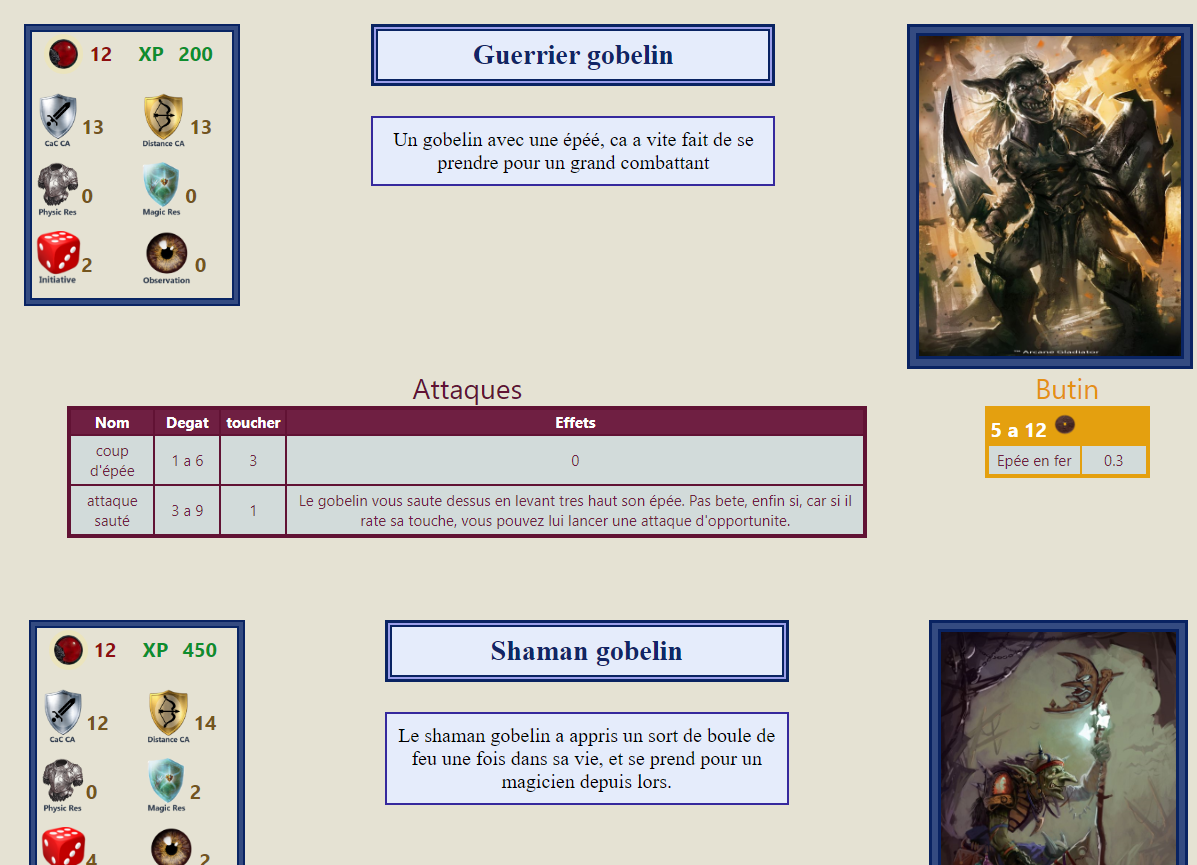 12 XP 200
Guerrier gobelin
13 13
CaC CA Distance CA
Un gobelin avec une épéé, ca a vite fait de se
prendre pour un grand combattant
0 0
Physic Res Magic Res
2 0
Initiative Observation
Arcane Gladiator
Attaques
Nom Degat toucher Effets
coup
d'épée 1 a 6 3 0
attaque
sauté 3 a 9 1 Le gobelin vous saute dessus en levant tres haut son épée. Pas bete, enfin si, car si il
rate sa touche, vous pouvez lui lancer une attaque d'opportunite.
Butin
5 a 12
Epée en fer 0.3
12 XP 450
Shaman gobelin
12 14
CaC CA Distance CA
Le shaman gobelin a appris un sort de boule de
feu une fois dans sa vie, et se prend pour un
magicien depuis lors.
0 2
Physic Res Magic Res
4 2